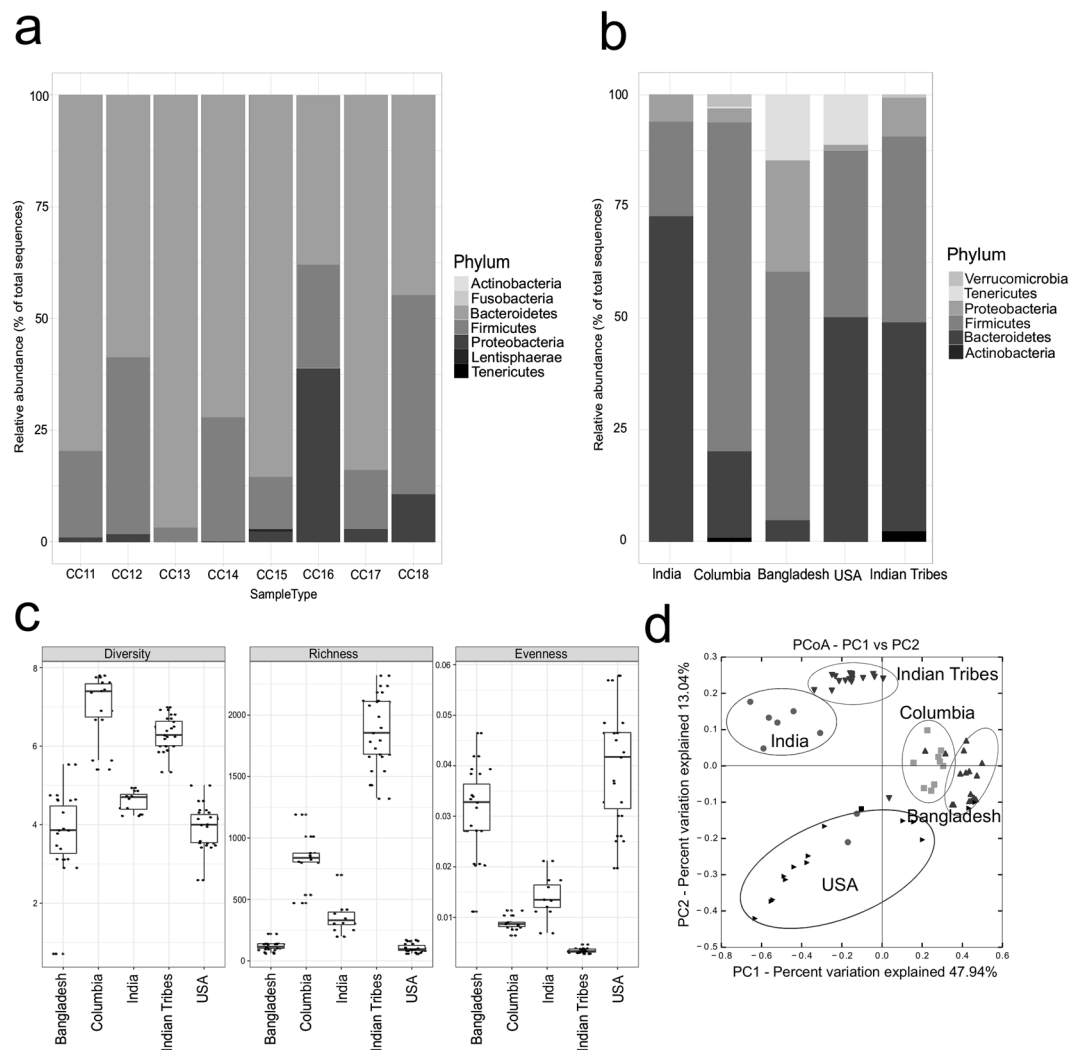 a
100
75
50
25
0
Relative abundance (% of total sequences)
CC11 CC12 CC13 CC14 CC15 CC16 CC17 CC18
SampleType
Phylum
Actinobacteria
Fusobacteria
Bacteroidetes
Firmicutes
Proteobacteria
Lentisphaerae
Tenericutes
b
100
75
50
25
0
Relative abundance (% of total sequences)
India Columbia Bangladesh USA Indian Tribes
Phylum
Verrucomicrobia
Tenericutes
Proteobacteria
Firmicutes
Bacteroidetes
Actinobacteria
c
Diversity
8
6
4
2
Bangladesh
Columbia
India
Indian Tribes
USA
Richness
2000
1500
1000
500
0
Bangladesh
Columbia
India
Indian Tribes
USA
Evenness
0.06
0.05
0.04
0.03
0.02
0.01
Bangladesh
Columbia
India
Indian Tribes
USA
d
PCoA - PC1 vs PC2
0.3
0.2
0.1
0.0
−0.1
−0.2
−0.3
−0.4
−0.5
PC2 - Percent variation explained 13.04%
Indian Tribes
India
Columbia
Bangladesh
USA
−0.8 −0.6 −0.4 −0.2 0.0 0.2 0.4 0.6
PC1 - Percent variation explained 47.94%